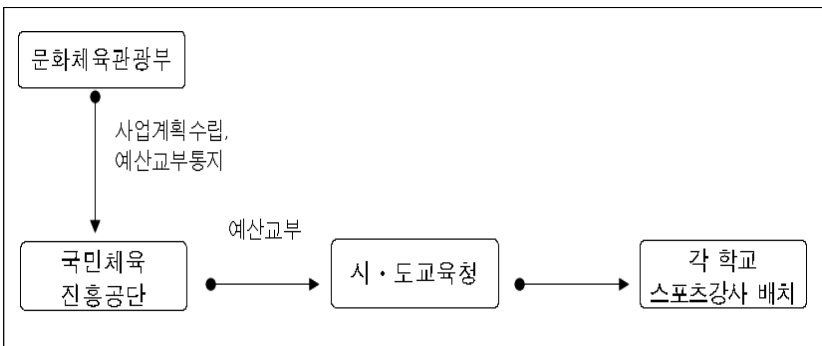 문화체육관광부
사업계획수립,
예산교부통지
예산교부
국민체육
진흥공단
시·도교육청
각 학교
스포츠강사 배치